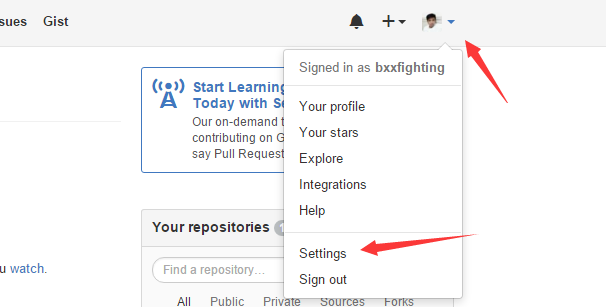 sues Gist
Signed in as bxxfighting
Start Learning
Today with
Our on-demand
contributing on
say Pull
Your profile
Your stars
Explore
Integrations
Help
Settings
Sign out
Your repositories
Find a repository...
All Public Private Sources Forks
u watch.